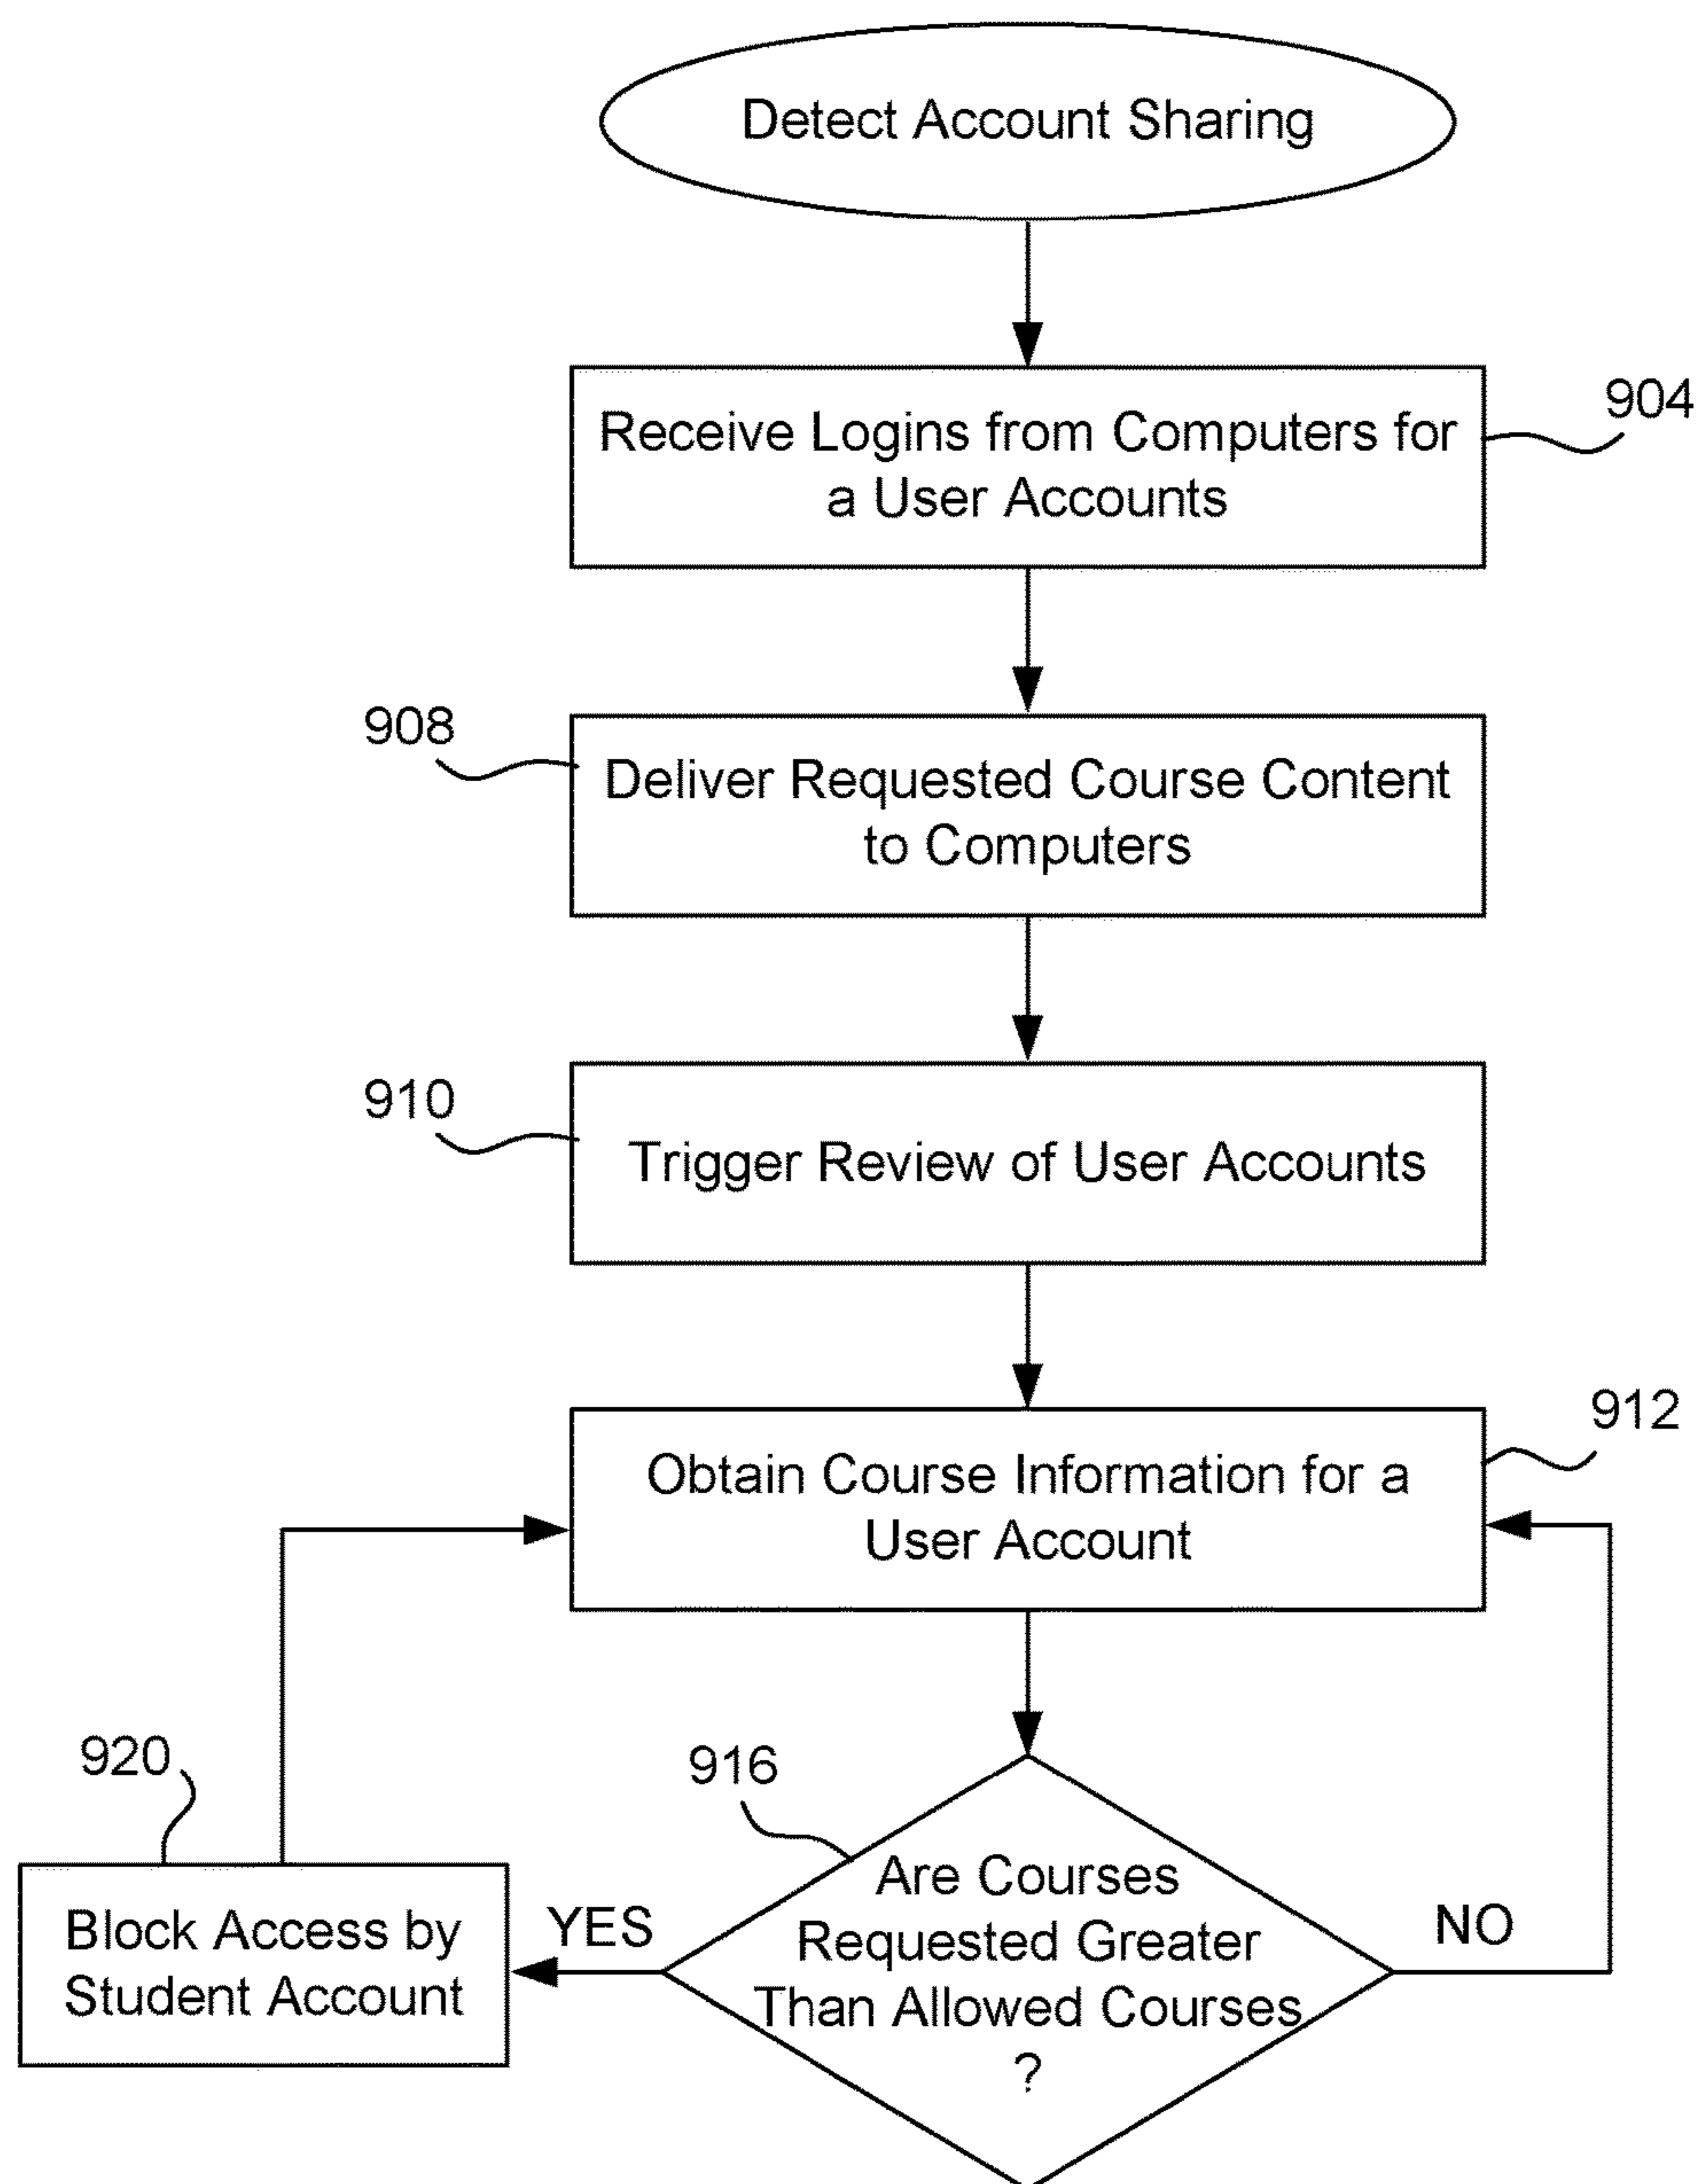 Detect Account Sharing
904
Receive Logins from Computers for
a User Accounts
908
Deliver Requested Course Content
to Computers
910
Trigger Review of User Accounts
912
Obtain Course Information for a
User Account
920
916
Are Courses
Requested Greater
Than Allowed Courses
?
YES
NO
Block Access by
Student Account